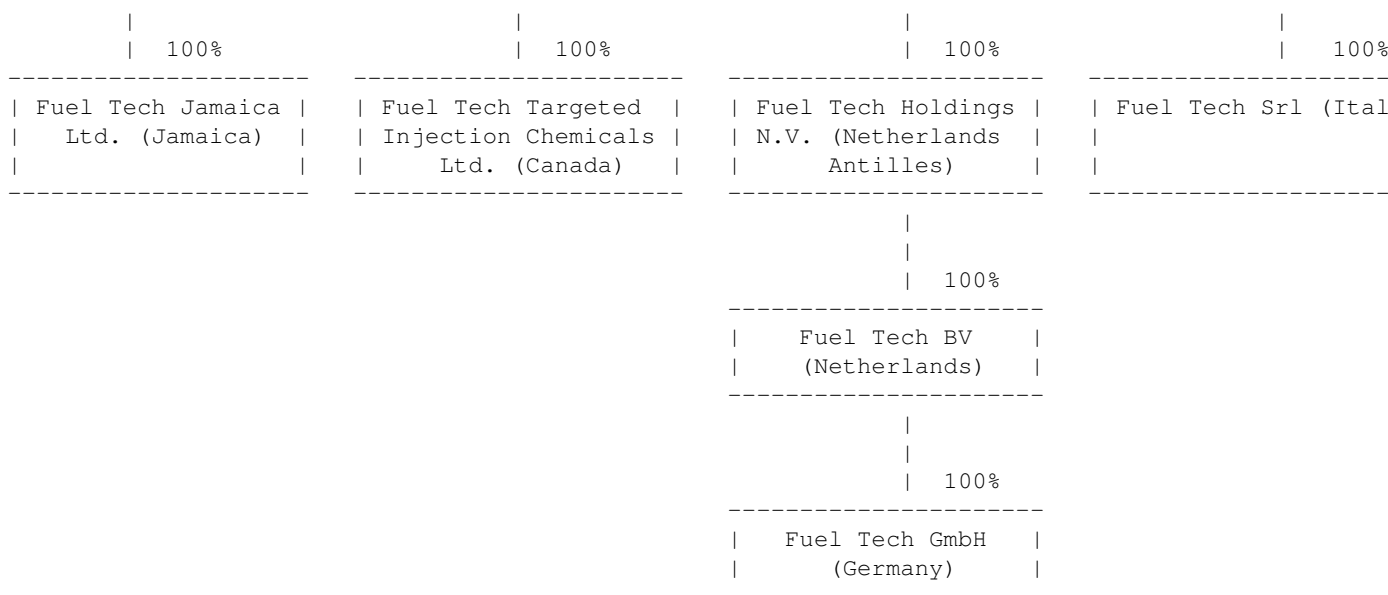 | | | |
| 100% | 100% | 100% | 100%
--------------------- ----------------------- ---------------------- ---------------------
| Fuel Tech Jamaica | | Fuel Tech Targeted | | Fuel Tech Holdings | | Fuel Tech Srl (Ital
| Ltd. (Jamaica) | | Injection Chemicals | | N.V. (Netherlands | |
| | | Ltd. (Canada) | | Antilles) | |
--------------------- ----------------------- ---------------------- ---------------------
|
|
| 100%
----------------------
| Fuel Tech BV |
| (Netherlands) |
----------------------
|
|
| 100%
----------------------
| Fuel Tech GmbH |
| (Germany) |